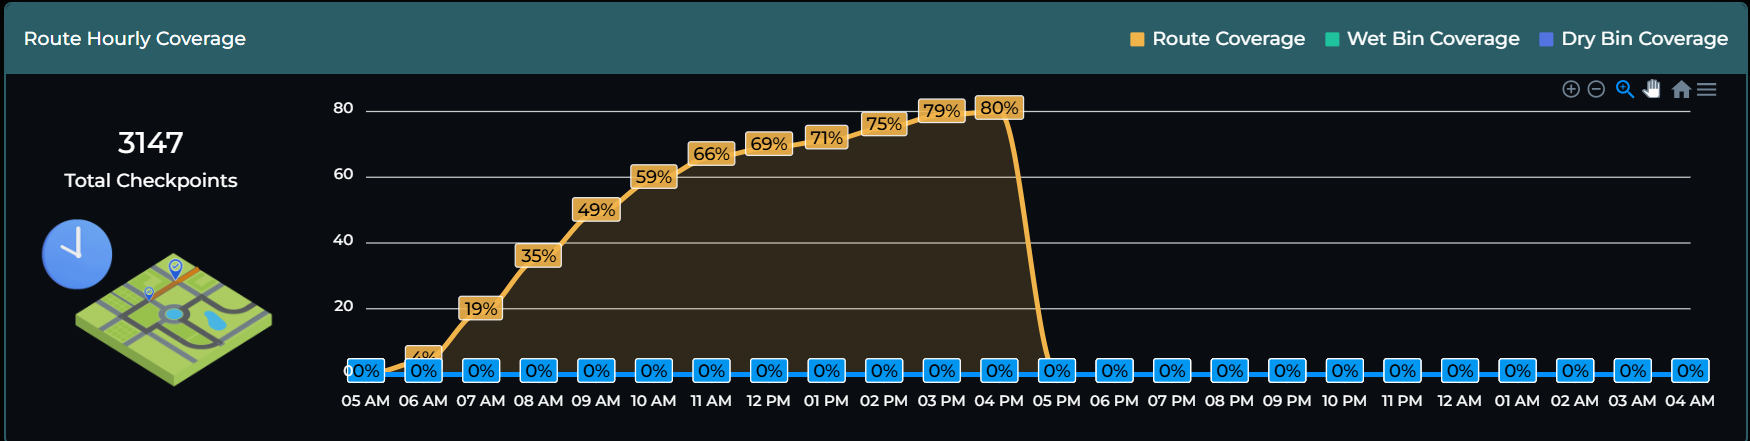 Route Hourly Coverage
Route Coverage Wet Bin Coverage Dry Bin Coverage
3147
Total Checkpoints
80
60
40
20
0
4% 19% 35% 49% 59% 66% 69% 71% 75% 79% 80%
0% 0% 0% 0% 0% 0% 0% 0% 0% 0% 0% 0% 0% 0% 0% 0% 0% 0% 0% 0% 0% 0% 0% 0%
05 AM 06 AM 07 AM 08 AM 09 AM 10 AM 11 AM 12 PM 01 PM 02 PM 03 PM 04 PM 05 PM 06 PM 07 PM 08 PM 09 PM 10 PM 11 PM 12 AM 01 AM 02 AM 03 AM 04 AM